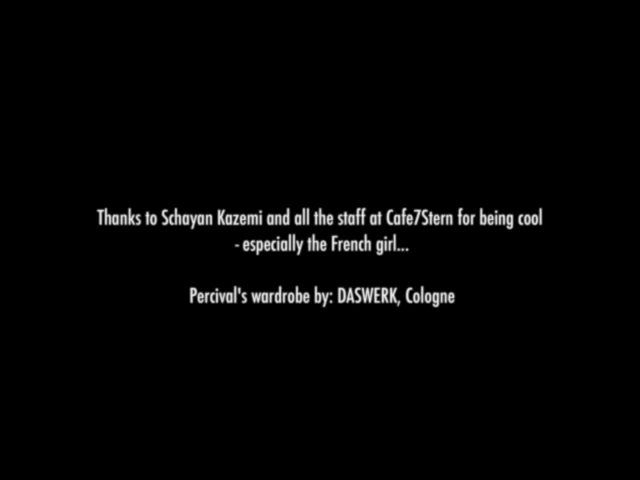 Thanks to Schayan Kazemi and all the staff at Cafe7Stern for being cool
- especially the French girl...
Percival's wardrobe by: DASWERK, Cologne